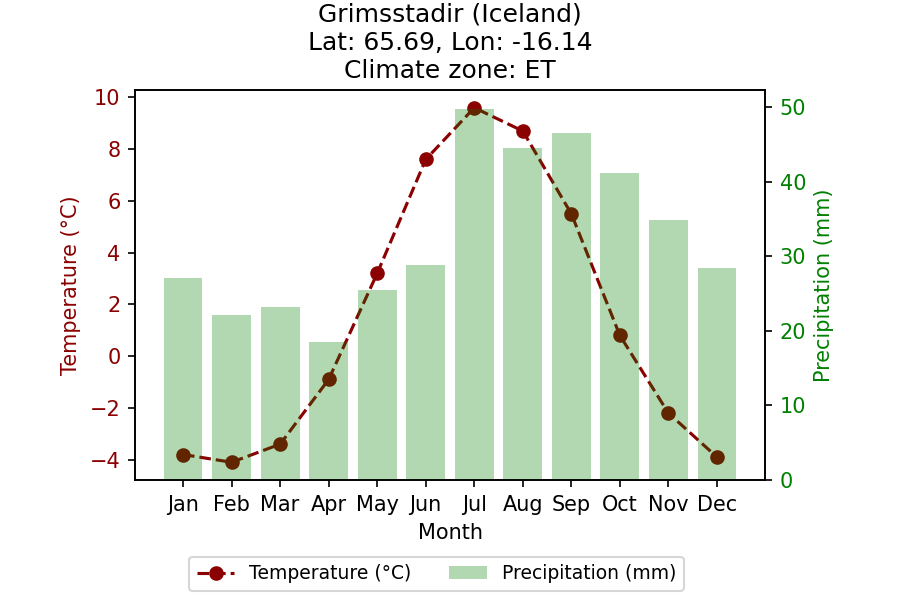 Grimsstadir (Iceland)
Lat: 65.69, Lon: -16.14
Climate zone: ET
Temperature (°C)
10
8
6
4
2
0
−2
−4
50
40
30
20
10
0
Precipitation (mm)
Jan Feb Mar Apr May Jun Jul Aug Sep Oct Nov Dec
Month
Temperature (°C) Precipitation (mm)